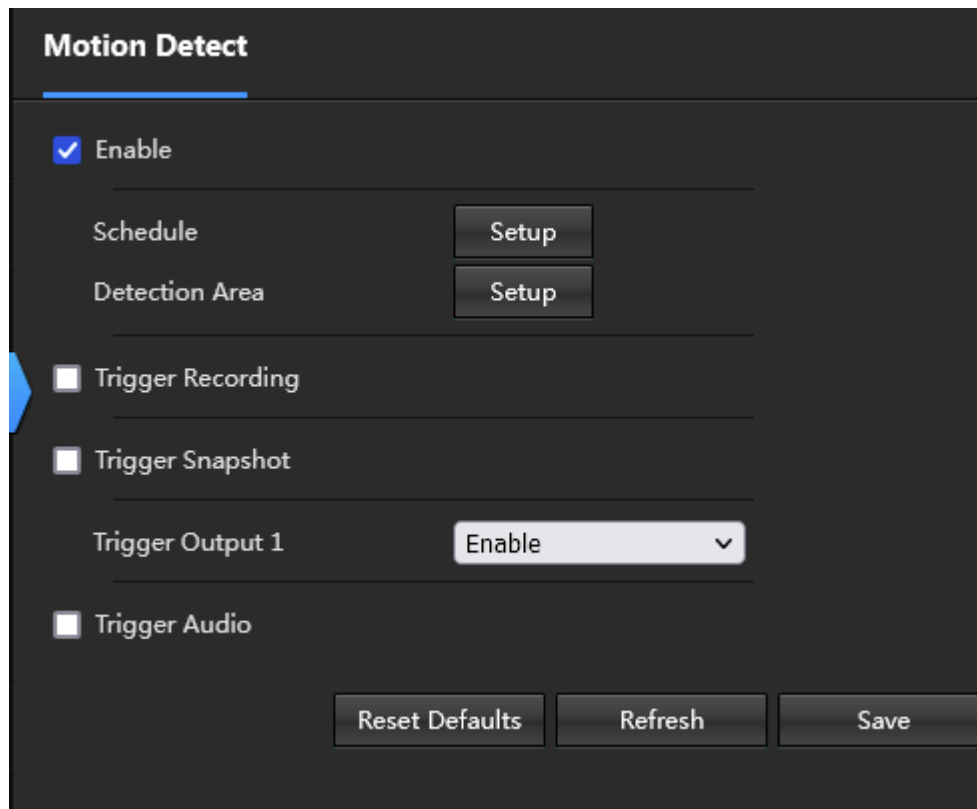 Motion Detect
Enable
Schedule Setup
Detection Area Setup
Trigger Recording
Trigger Snapshot
Trigger Output 1 Enable
Trigger Audio
Reset Defaults Refresh Save